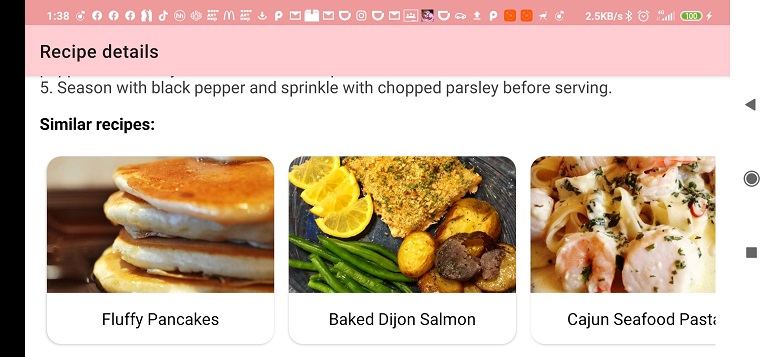 1:38
2.5KB/s
4G
100
Recipe details
5. Season with black pepper and sprinkle with chopped parsley before serving.
Similar recipes:
Fluffy Pancakes
Baked Dijon Salmon
Cajun Seafood Pasta